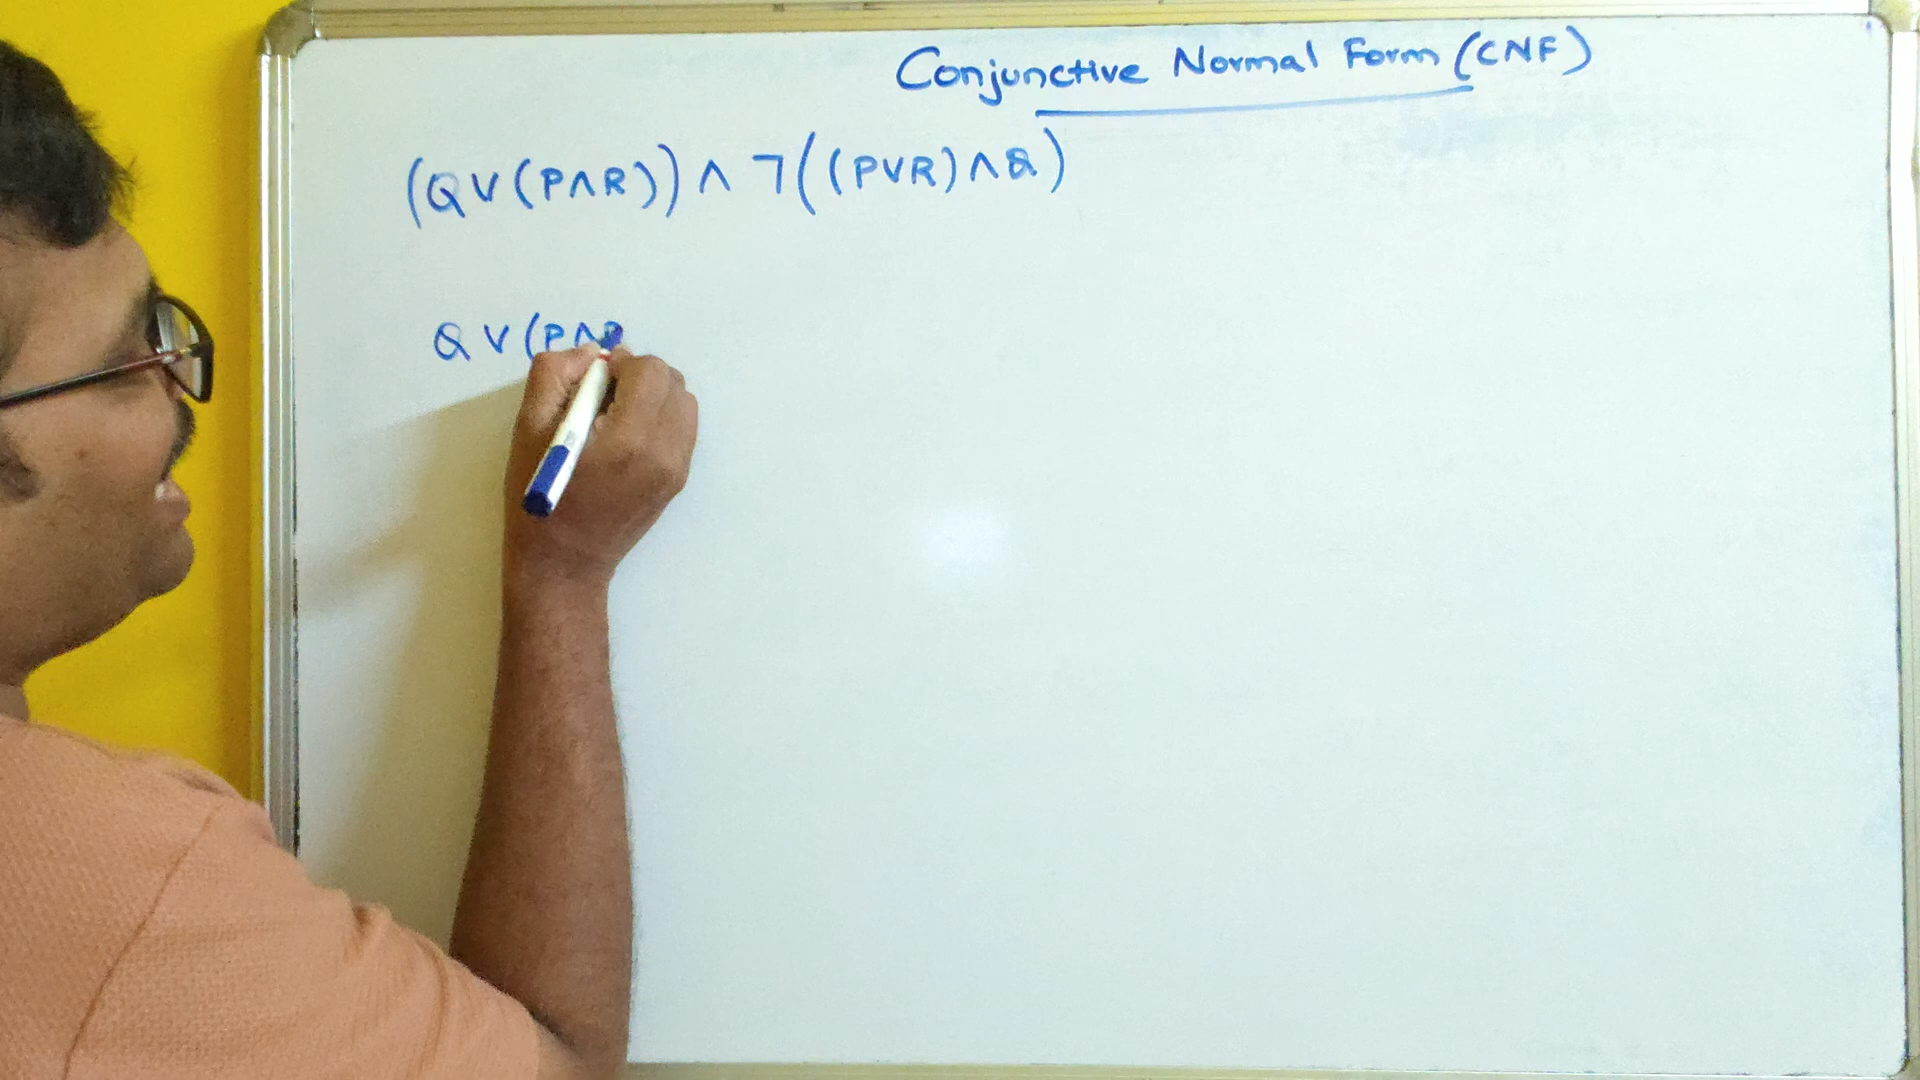 Conjunctive Normal Form (CNF)
(Q∨(P∧R))∧¬((P∨R)∧Q)
Q∨(P∧R